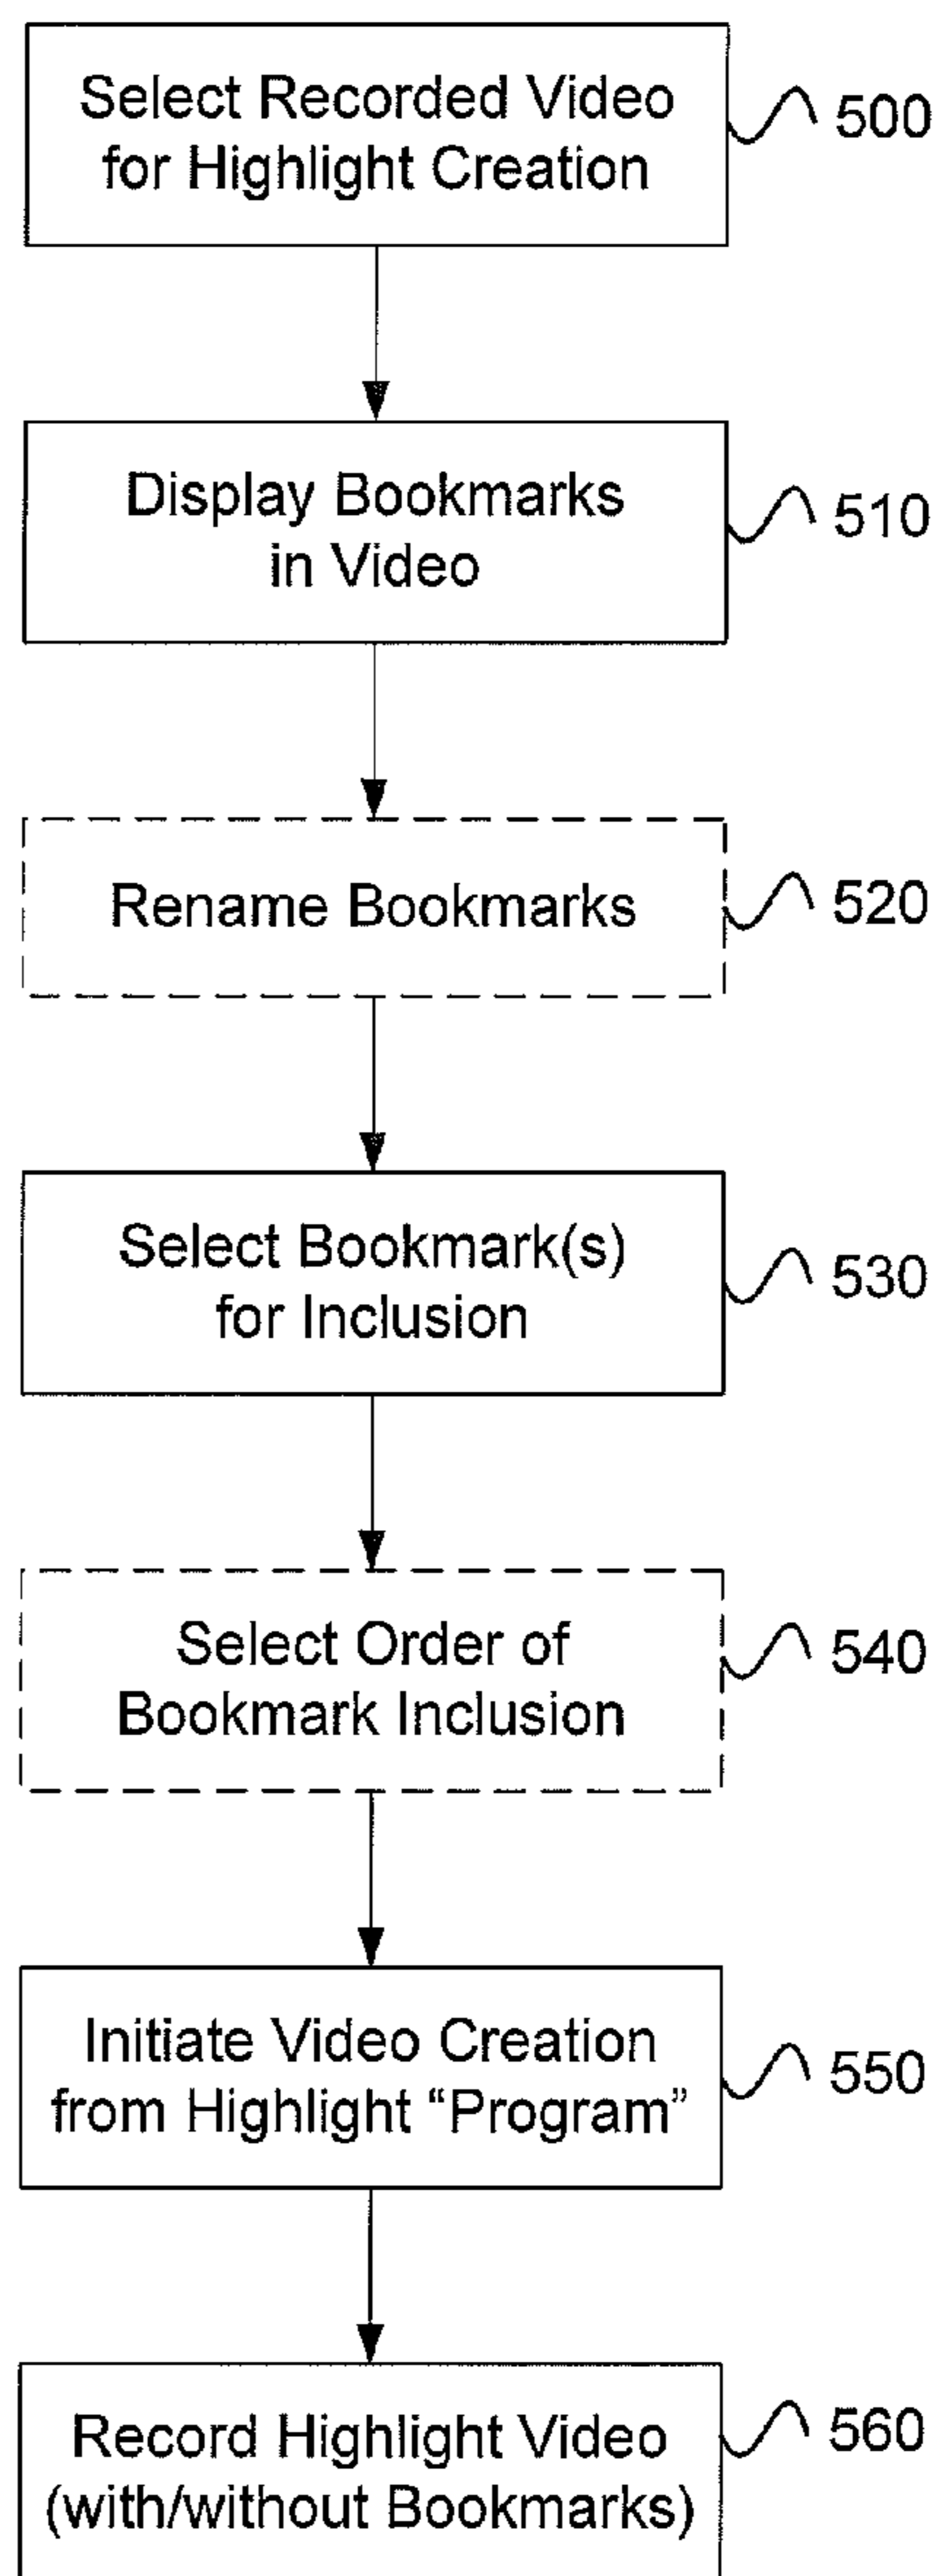 Select Recorded Video
for Highlight Creation
500
Display Bookmarks
in Video
510
Rename Bookmarks
520
Select Bookmark(s)
for Inclusion
530
Select Order of
Bookmark Inclusion
540
Initiate Video Creation
from Highlight “Program”
550
Record Highlight Video
(with/without Bookmarks)
560